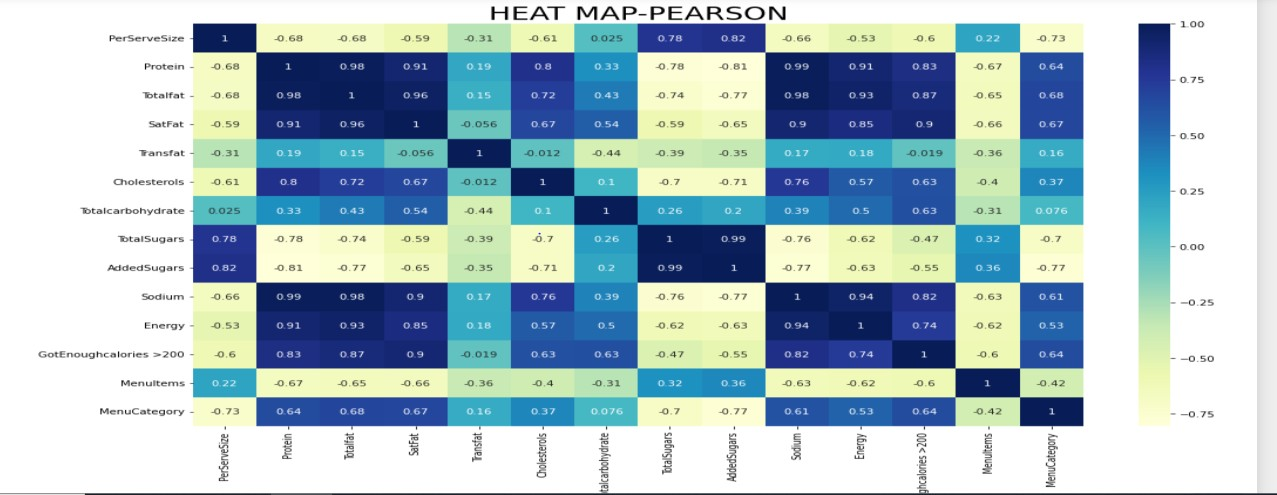 HEAT MAP-PEARSON
PerServeSize 1 -0.68 -0.68 -0.59 -0.31 -0.61 0.025 0.78 0.82 -0.66 -0.53 -0.6 0.22 -0.73
Protein -0.68 1 0.98 0.91 0.19 0.8 0.33 -0.78 -0.81 0.99 0.91 0.83 -0.67 0.64
Totalfat -0.68 0.98 1 0.96 0.15 0.72 0.43 -0.74 -0.77 0.98 0.93 0.87 -0.65 0.68
SatFat -0.59 0.91 0.96 1 -0.056 0.67 0.54 -0.59 -0.65 0.9 0.85 0.9 -0.66 0.67
Transfat -0.31 0.19 0.15 -0.056 1 -0.012 -0.44 -0.39 -0.35 0.17 0.18 -0.019 -0.36 0.16
Cholesterols -0.61 0.8 0.72 0.67 -0.012 1 0.1 -0.7 -0.71 0.76 0.57 0.63 -0.4 0.37
Totalcarbohydrate 0.025 0.33 0.43 0.54 -0.44 0.1 1 0.26 0.2 0.39 0.5 0.63 -0.31 0.076
TotalSugars 0.78 -0.78 -0.74 -0.59 -0.39 -0.7 0.26 1 0.99 -0.76 -0.62 -0.47 0.32 -0.7
AddedSugars 0.82 -0.81 -0.77 -0.65 -0.35 -0.71 0.2 0.99 1 -0.77 -0.63 -0.55 0.36 -0.77
Sodium -0.66 0.99 0.98 0.9 0.17 0.76 0.39 -0.76 -0.77 1 0.94 0.82 -0.63 0.61
Energy -0.53 0.91 0.93 0.85 0.18 0.57 0.5 -0.62 -0.63 0.94 1 0.74 -0.62 0.53
GotEnoughcalories >200 -0.6 0.83 0.87 0.9 -0.019 0.63 0.63 -0.47 -0.55 0.82 0.74 1 -0.6 0.64
MenuItems 0.22 -0.67 -0.65 -0.66 -0.36 -0.4 -0.31 0.32 0.36 -0.63 -0.62 -0.6 1 -0.42
MenuCategory -0.73 0.64 0.68 0.67 0.16 0.37 0.076 -0.7 -0.77 0.61 0.53 0.64 -0.42 1
PerServeSize
Protein
Totalfat
SatFat
Transfat
Cholesterols
talcarbohydrate
TotalSugars
AddedSugars
Sodium
Energy
ghcalories >200
MenuItems
MenuCategory
1.00
0.75
0.50
0.25
0.00
-0.25
-0.50
-0.75